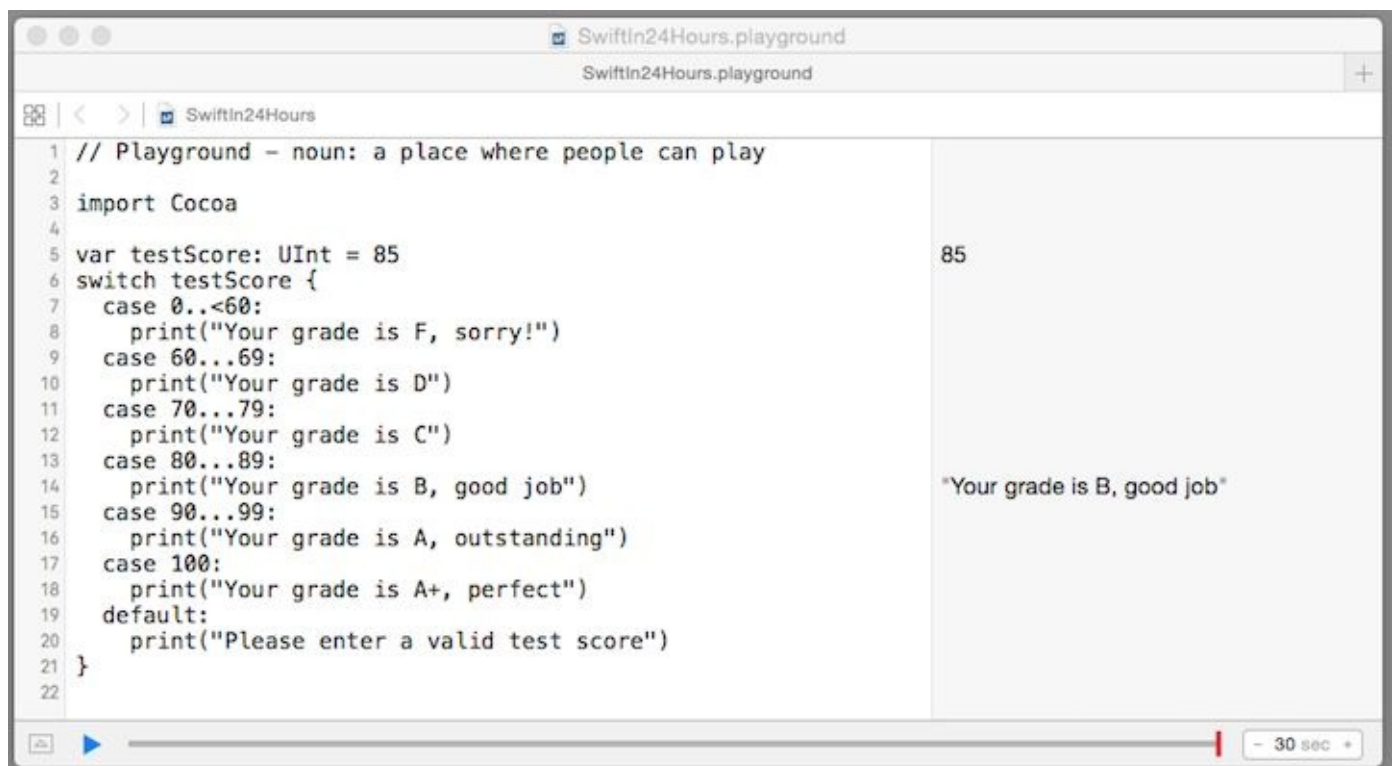 SwiftIn24Hours.playground
SwiftIn24Hours.playground +
< > SwiftIn24Hours
1 // Playground – noun: a place where people can play
2
3 import Cocoa
4
5 var testScore: UInt = 85 85
6 switch testScore {
7 case 0..<60:
8 print("Your grade is F, sorry!")
9 case 60...69:
10 print("Your grade is D")
11 case 70...79:
12 print("Your grade is C")
13 case 80...89:
14 print("Your grade is B, good job") "Your grade is B, good job"
15 case 90...99:
16 print("Your grade is A, outstanding")
17 case 100:
18 print("Your grade is A+, perfect")
19 default:
20 print("Please enter a valid test score")
21 }
22
- 30 sec +